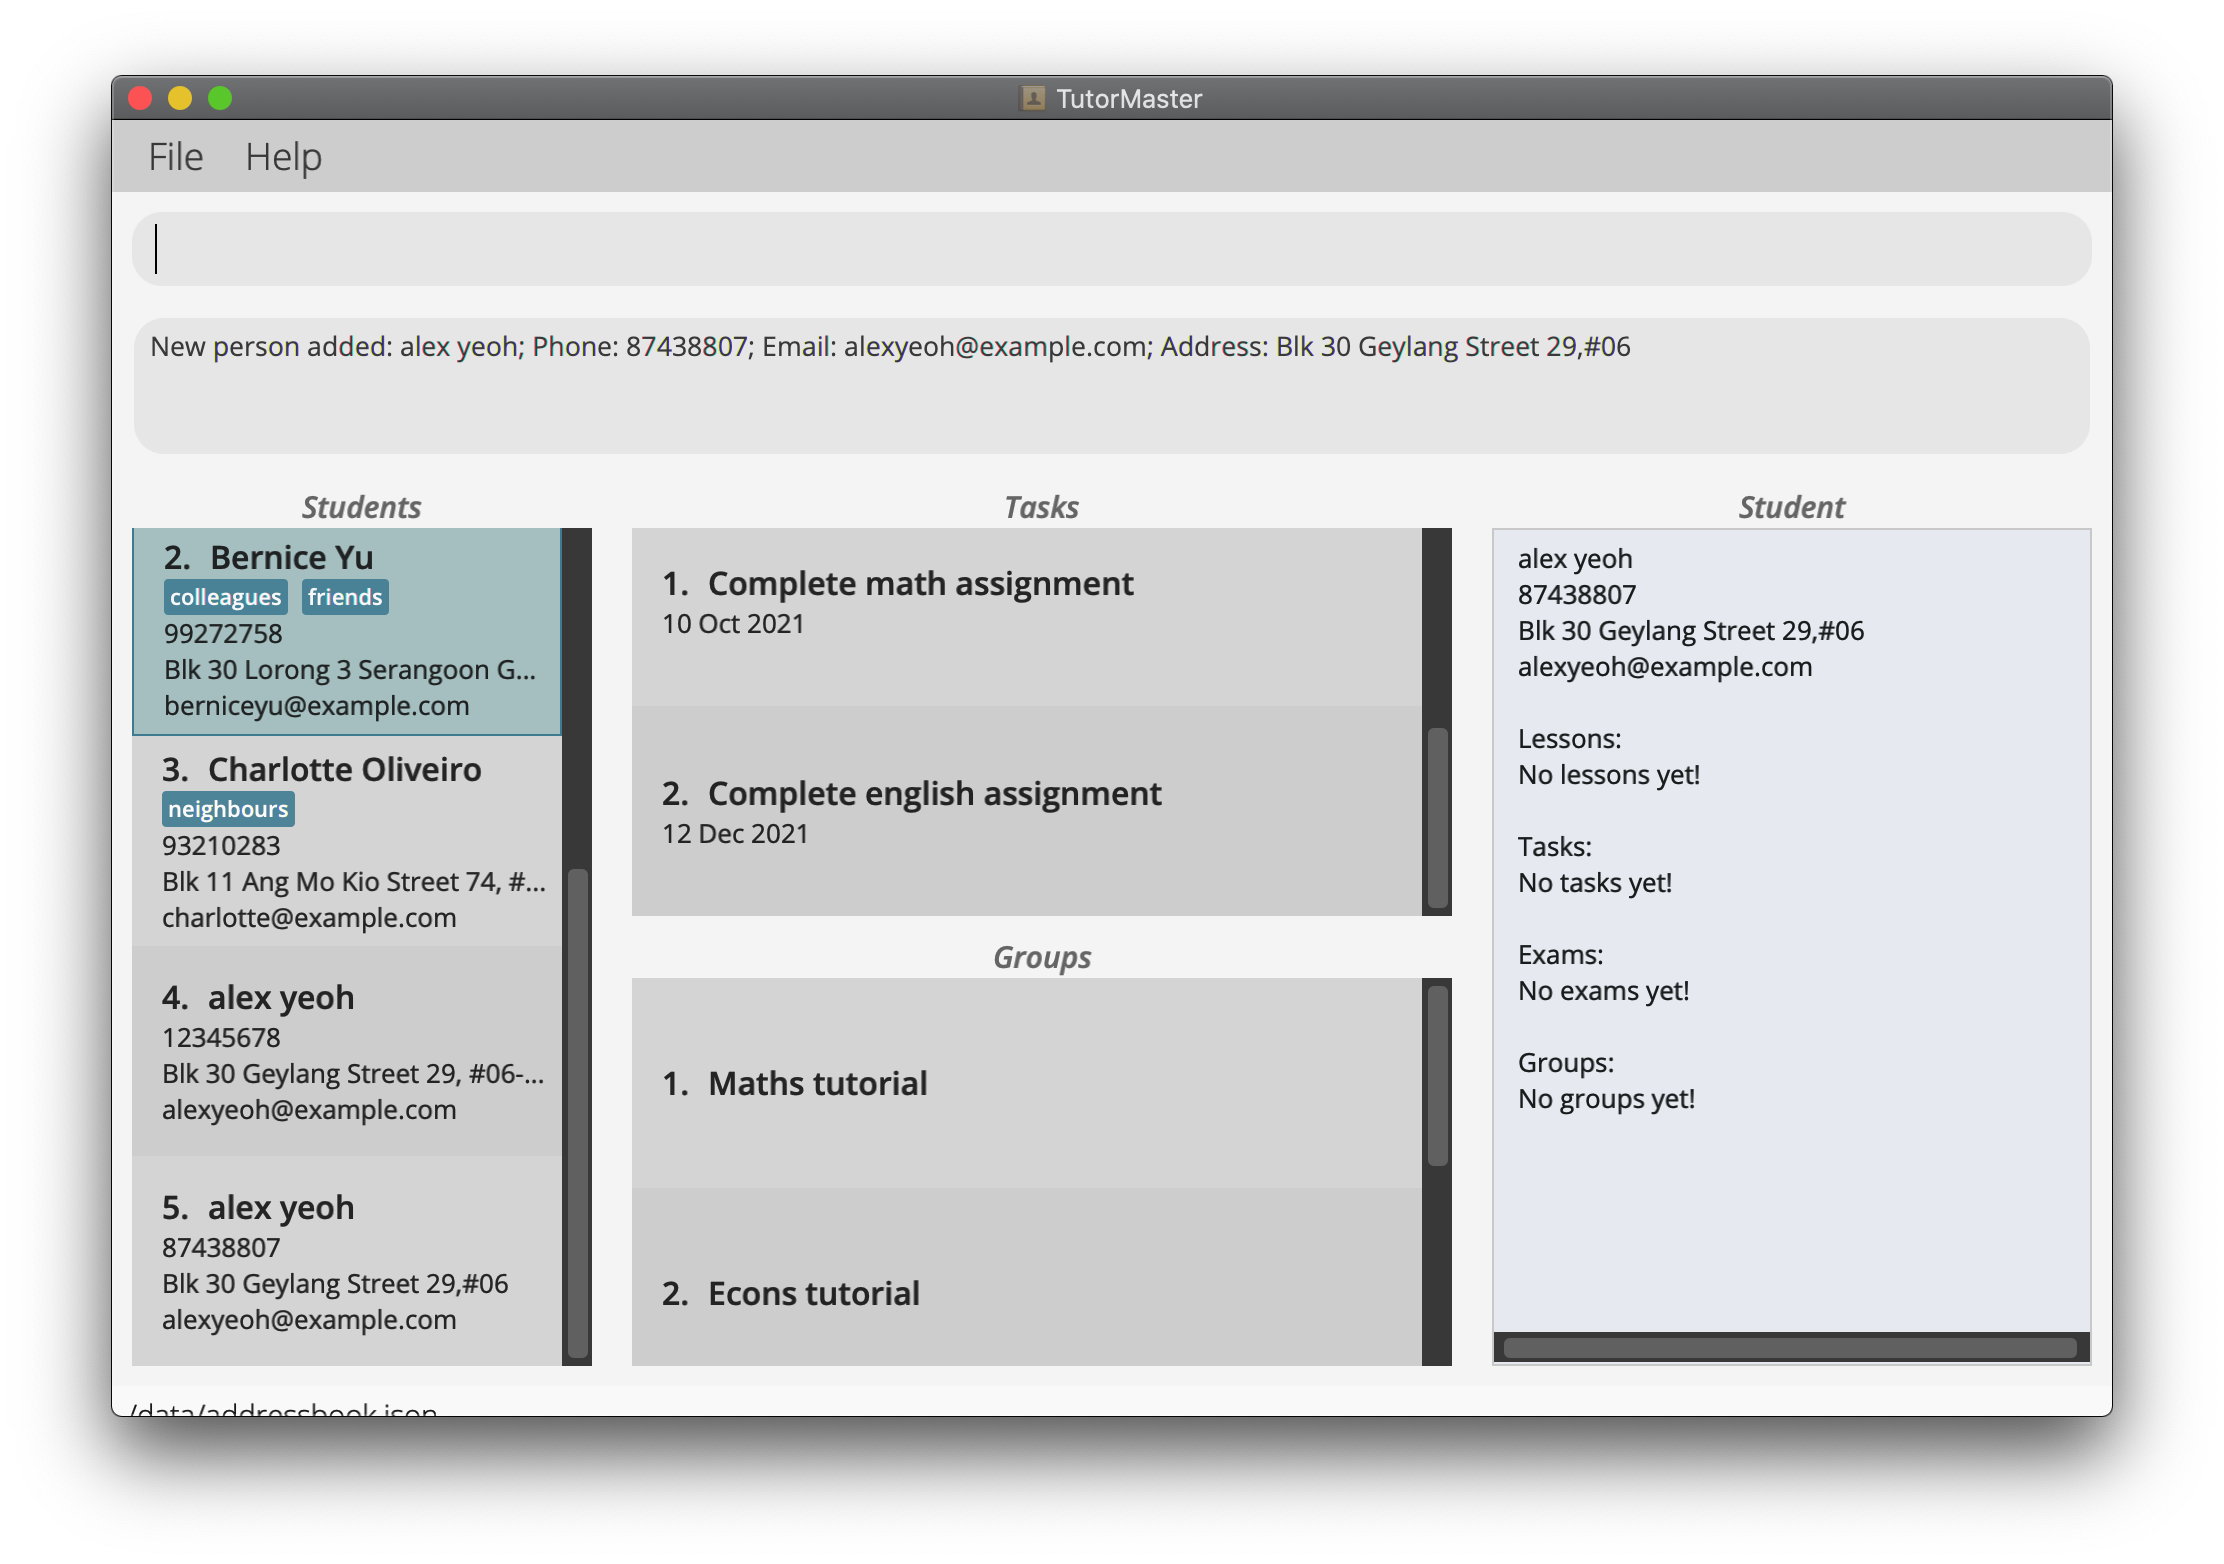 TutorMaster
File Help
New person added: alex yeoh; Phone: 87438807; Email: alexyeoh@example.com; Address: Blk 30 Geylang Street 29,#06
Students
2. Bernice Yu
colleagues friends
99272758
Blk 30 Lorong 3 Serangoon G...
berniceyu@example.com
3. Charlotte Oliveiro
neighbours
93210283
Blk 11 Ang Mo Kio Street 74, #...
charlotte@example.com
4. alex yeoh
12345678
Blk 30 Geylang Street 29, #06-...
alexyeoh@example.com
5. alex yeoh
87438807
Blk 30 Geylang Street 29,#06
alexyeoh@example.com
Tasks
1. Complete math assignment
10 Oct 2021
2. Complete english assignment
12 Dec 2021
Groups
1. Maths tutorial
2. Econs tutorial
Student
alex yeoh
87438807
Blk 30 Geylang Street 29,#06
alexyeoh@example.com
Lessons:
No lessons yet!
Tasks:
No tasks yet!
Exams:
No exams yet!
Groups:
No groups yet!
/data/addressbook.json